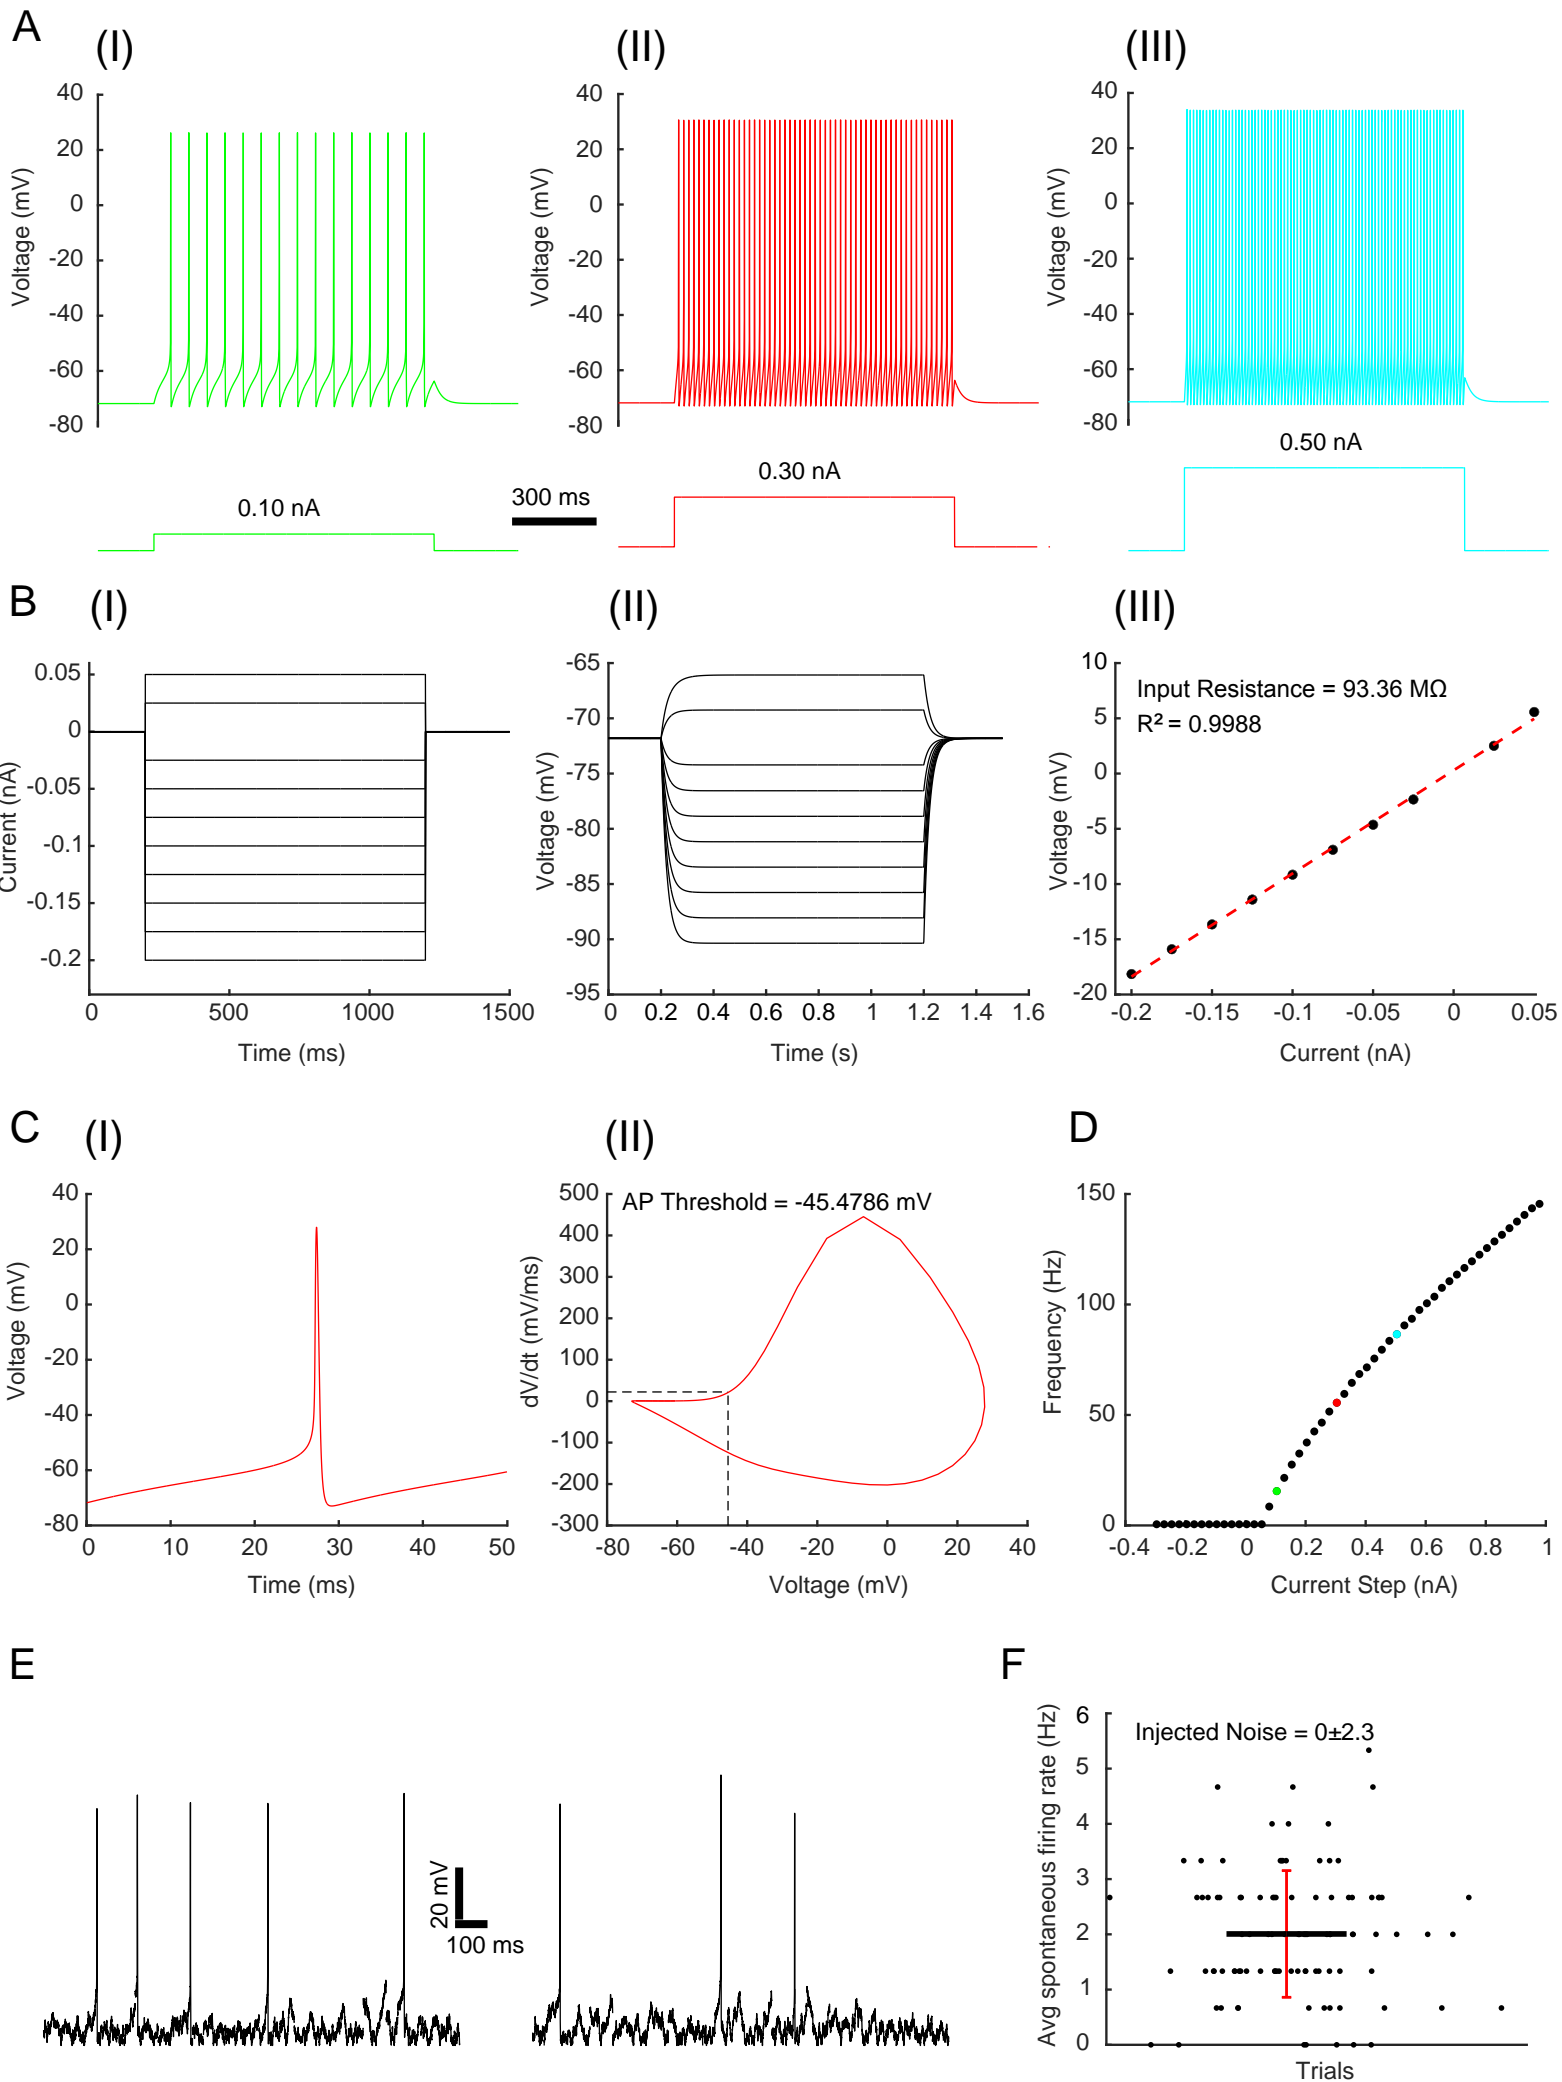 A
(I)
(II)
(III)
40
20
0
-20
-40
-60
-80
Voltage (mV)
40
20
0
-20
-40
-60
-80
Voltage (mV)
40
20
0
-20
-40
-60
-80
Voltage (mV)
0.10 nA
300 ms
0.30 nA
0.50 nA
B
(I)
(II)
(III)
0.05
0
-0.05
-0.1
-0.15
-0.2
Current (nA)
0 500 1000 1500
Time (ms)
-65
-70
-75
-80
-85
-90
-95
Voltage (mV)
0 0.2 0.4 0.6 0.8 1 1.2 1.4 1.6
Time (s)
10
5
0
-5
-10
-15
-20
Voltage (mV)
Input Resistance = 93.36 MΩ
R² = 0.9988
-0.2 -0.15 -0.1 -0.05 0 0.05
Current (nA)
C
(I)
(II)
D
40
20
0
-20
-40
-60
-80
Voltage (mV)
0 10 20 30 40 50
Time (ms)
500
400
300
200
100
0
-100
-200
-300
dV/dt (mV/ms)
AP Threshold = -45.4786 mV
-80 -60 -40 -20 0 20 40
Voltage (mV)
150
100
50
0
Frequency (Hz)
-0.4 -0.2 0 0.2 0.4 0.6 0.8 1
Current Step (nA)
E
20 mV
100 ms
F
6
5
4
3
2
1
0
Avg spontaneous firing rate (Hz)
Injected Noise = 0±2.3
Trials